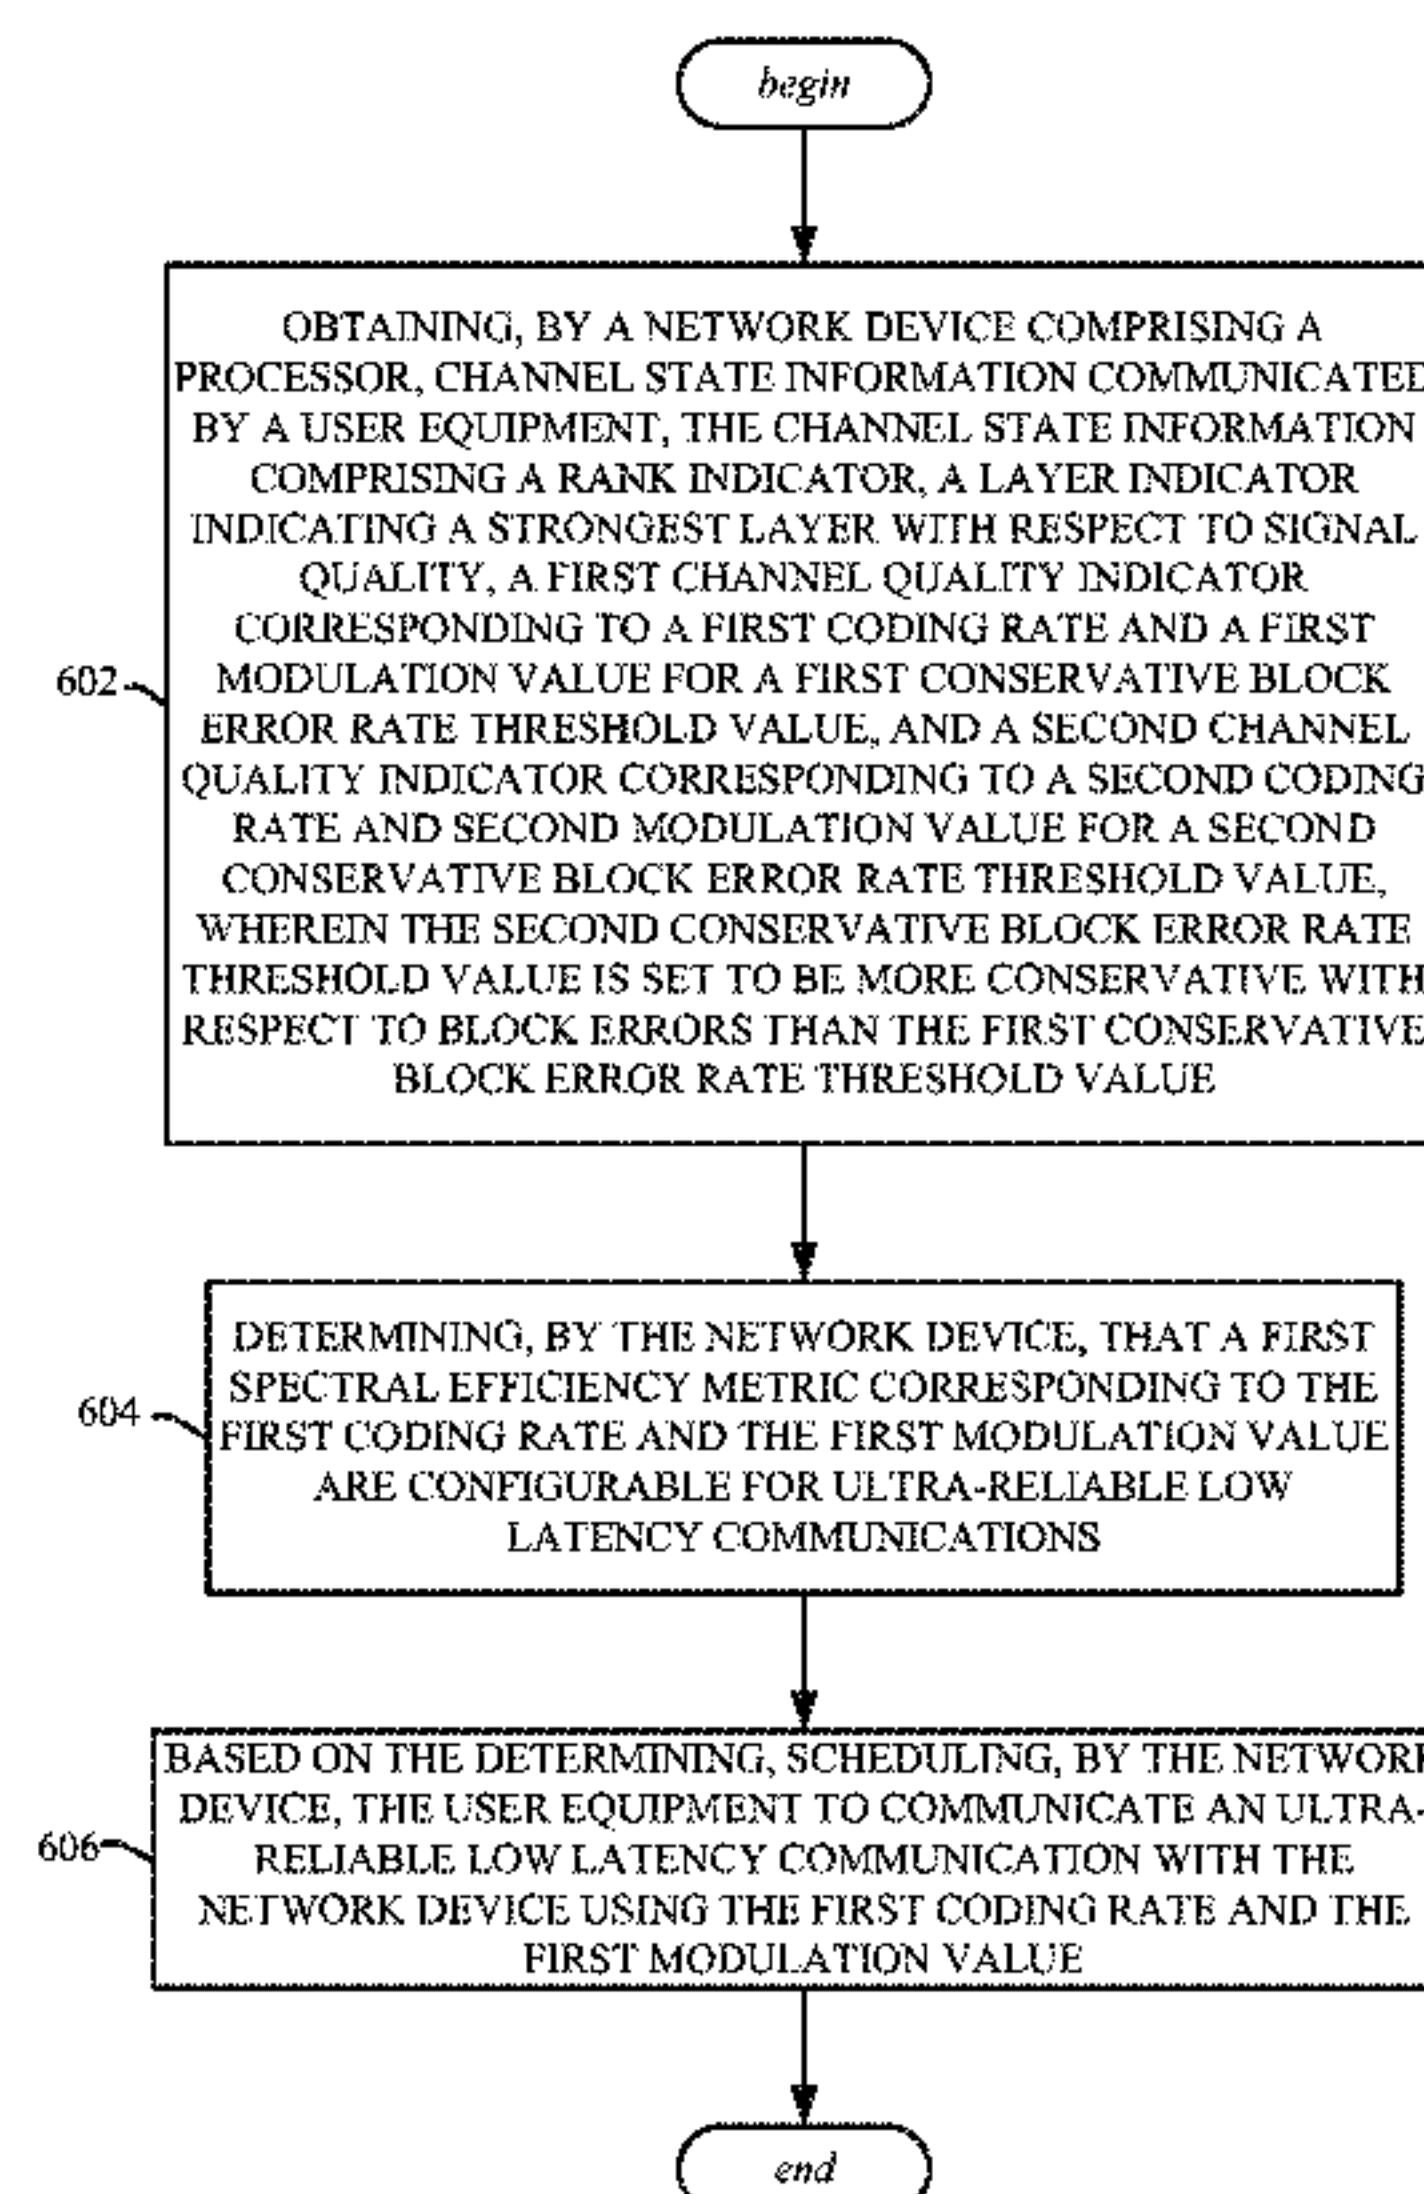 begin
OBTAINING, BY A NETWORK DEVICE COMPRISING A
PROCESSOR, CHANNEL STATE INFORMATION COMMUNICATED
BY A USER EQUIPMENT, THE CHANNEL STATE INFORMATION
COMPRISING A RANK INDICATOR, A LAYER INDICATOR
INDICATING A STRONGEST LAYER WITH RESPECT TO SIGNAL
QUALITY, A FIRST CHANNEL QUALITY INDICATOR
CORRESPONDING TO A FIRST CODING RATE AND A FIRST
MODULATION VALUE FOR A FIRST CONSERVATIVE BLOCK
ERROR RATE THRESHOLD VALUE, AND A SECOND CHANNEL
QUALITY INDICATOR CORRESPONDING TO A SECOND CODING
RATE AND SECOND MODULATION VALUE FOR A SECOND
CONSERVATIVE BLOCK ERROR RATE THRESHOLD VALUE,
WHEREIN THE SECOND CONSERVATIVE BLOCK ERROR RATE
THRESHOLD VALUE IS SET TO BE MORE CONSERVATIVE WITH
RESPECT TO BLOCK ERRORS THAN THE FIRST CONSERVATIVE
BLOCK ERROR RATE THRESHOLD VALUE
602
DETERMINING, BY THE NETWORK DEVICE, THAT A FIRST
SPECTRAL EFFICIENCY METRIC CORRESPONDING TO THE
FIRST CODING RATE AND THE FIRST MODULATION VALUE
ARE CONFIGURABLE FOR ULTRA-RELIABLE LOW
LATENCY COMMUNICATIONS
604
BASED ON THE DETERMINING, SCHEDULING, BY THE NETWORK
DEVICE, THE USER EQUIPMENT TO COMMUNICATE AN ULTRA-
RELIABLE LOW LATENCY COMMUNICATION WITH THE
NETWORK DEVICE USING THE FIRST CODING RATE AND THE
FIRST MODULATION VALUE
606
end